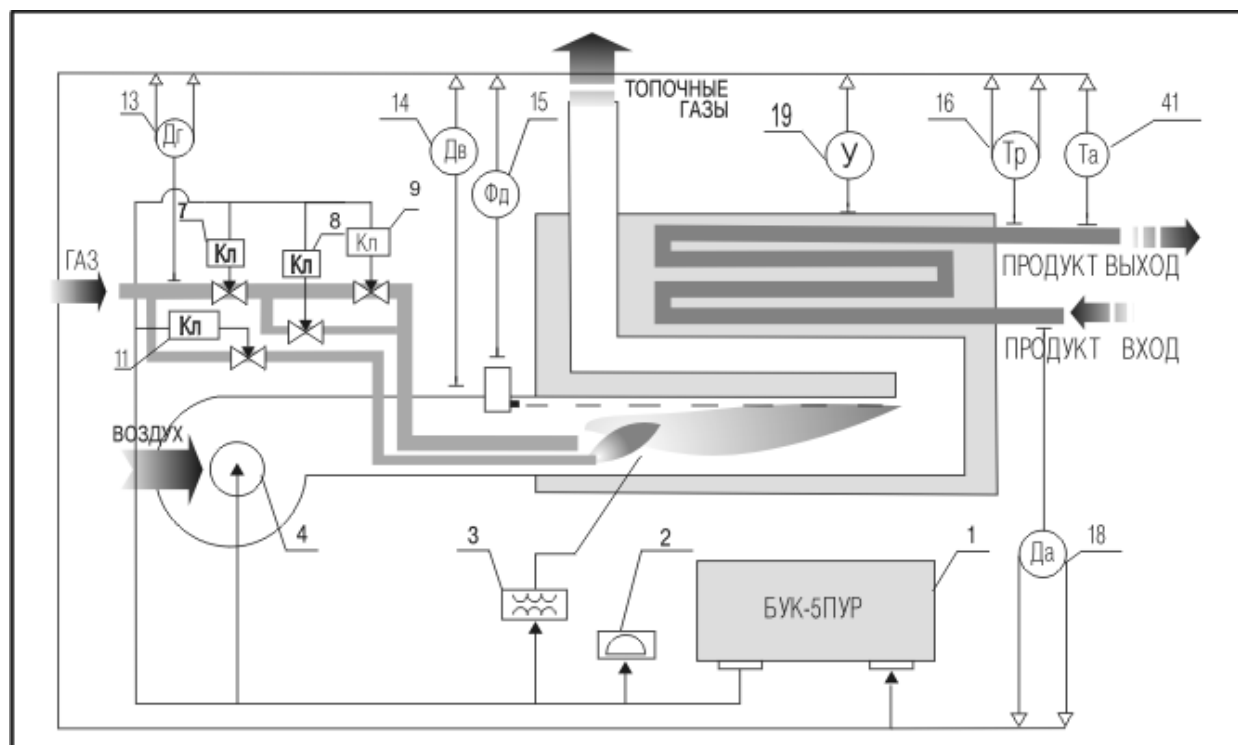 ТОПОЧНЫЕ
ГАЗЫ
13
Дг
14
Дв
15
Фд
19
У
16
Тр
41
Та
7
Кл
8
Кл
9
Кл
ГАЗ
11
Кл
ПРОДУКТ ВЫХОД
ПРОДУКТ ВХОД
ВОЗДУХ
4
3
2
1
БУК-5ПУР
Да
18